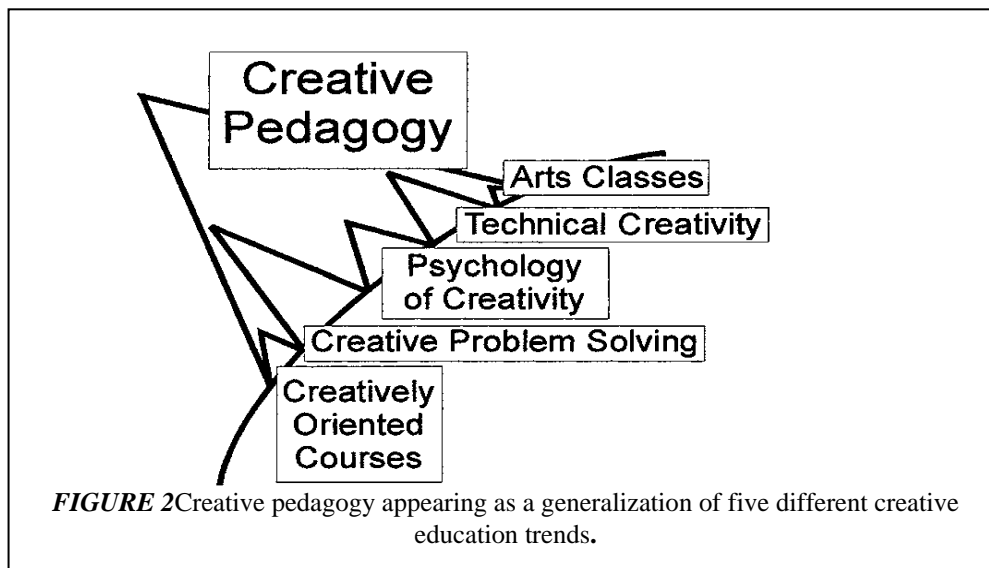 Creative
Pedagogy
Arts Classes
Technical Creativity
Psychology
of Creativity
Creative Problem Solving
Creatively
Oriented
Courses
FIGURE 2Creative pedagogy appearing as a generalization of five different creative
education trends.